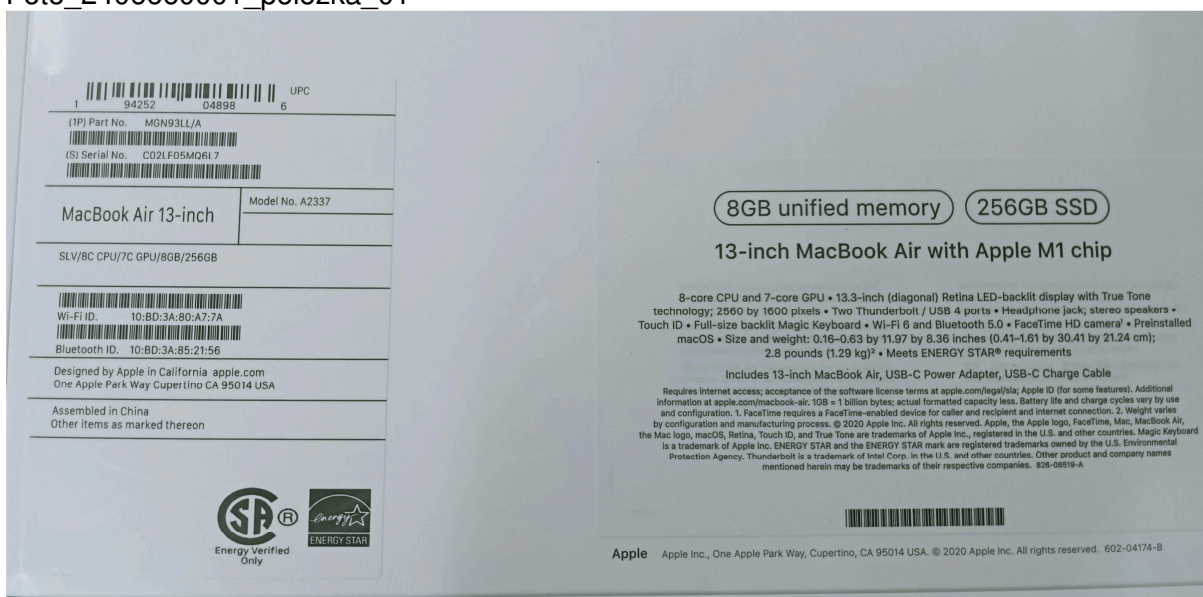 1 94252 04898 6 UPC
(1P) Part No. MGN93LL/A
(S) Serial No. C02LF05MQ6L7
MacBook Air 13-inch
Model No. A2337
SLV/8C CPU/7C GPU/8GB/256GB
Wi-Fi ID. 10:BD:3A:80:A7:7A
Bluetooth ID. 10:BD:3A:85:21:56
Designed by Apple in California apple.com
One Apple Park Way Cupertino CA 95014 USA
Assembled in China
Other items as marked thereon
SA ®
Energy Verified
Only
energy
ENERGY STAR
8GB unified memory 256GB SSD
13-inch MacBook Air with Apple M1 chip
8-core CPU and 7-core GPU • 13.3-inch (diagonal) Retina LED-backlit display with True Tone
technology; 2560 by 1600 pixels • Two Thunderbolt / USB 4 ports • Headphone jack; stereo speakers •
Touch ID • Full-size backlit Magic Keyboard • Wi-Fi 6 and Bluetooth 5.0 • FaceTime HD camera¹ • Preinstalled
macOS • Size and weight: 0.16–0.63 by 11.97 by 8.36 inches (0.41–1.61 by 30.41 by 21.24 cm);
2.8 pounds (1.29 kg)² • Meets ENERGY STAR® requirements
Includes 13-inch MacBook Air, USB-C Power Adapter, USB-C Charge Cable
Requires internet access; acceptance of the software license terms at apple.com/legal/sla; Apple ID (for some features). Additional
information at apple.com/macbook-air. 1GB = 1 billion bytes; actual formatted capacity less. Battery life and charge cycles vary by use
and configuration. 1. FaceTime requires a FaceTime-enabled device for caller and recipient and internet connection. 2. Weight varies
by configuration and manufacturing process. © 2020 Apple Inc. All rights reserved. Apple, the Apple logo, FaceTime, Mac, MacBook Air,
the Mac logo, macOS, Retina, Touch ID, and True Tone are trademarks of Apple Inc., registered in the U.S. and other countries. Magic Keyboard
is a trademark of Apple Inc. ENERGY STAR and the ENERGY STAR mark are registered trademarks owned by the U.S. Environmental
Protection Agency. Thunderbolt is a trademark of Intel Corp. in the U.S. and other countries. Other product and company names
mentioned herein may be trademarks of their respective companies. 826-08519-A
Apple Apple Inc., One Apple Park Way, Cupertino, CA 95014 USA. © 2020 Apple Inc. All rights reserved. 602-04174-B